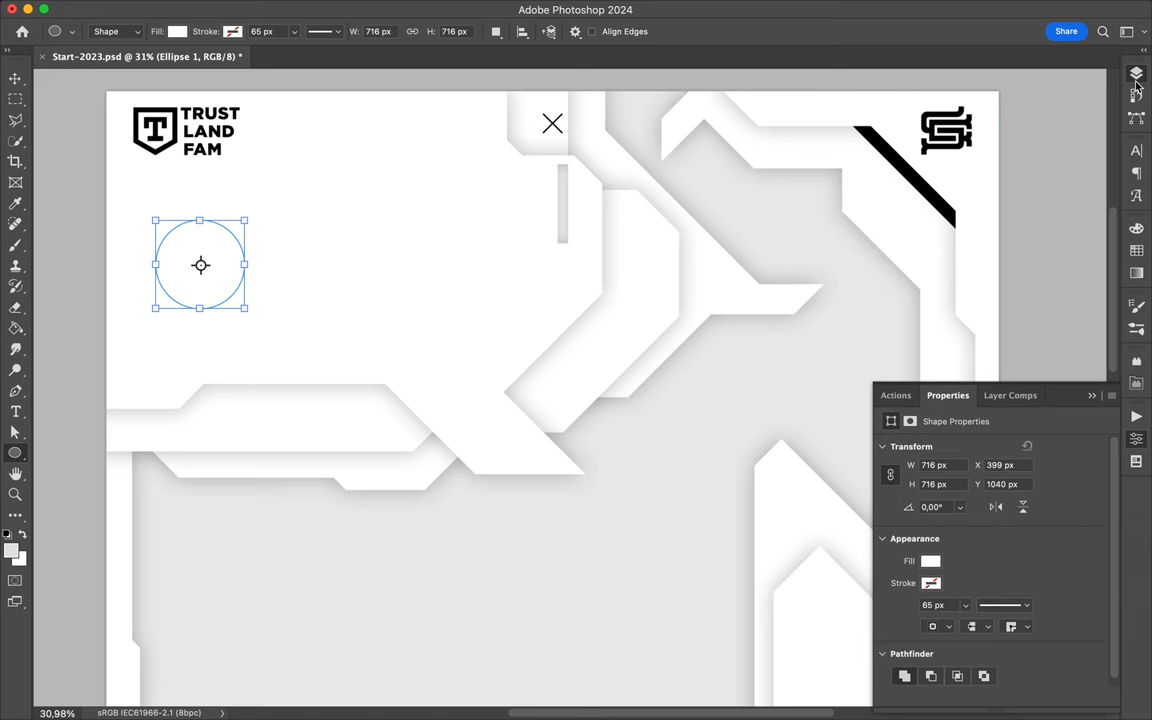 Adobe Photoshop 2024
Shape Fill: Stroke: 65 px W: 716 px H: 716 px Align Edges Share
Start-2023.psd @ 31% (Ellipse 1, RGB/8) *
TRUST
LAND
FAM
Actions Properties Layer Comps
Shape Properties
Transform
W 716 px X 399 px
H 716 px Y 1040 px
0,00°
Appearance
Fill
Stroke
65 px
Pathfinder
30,98% sRGB IEC61966-2.1 (8bpc)